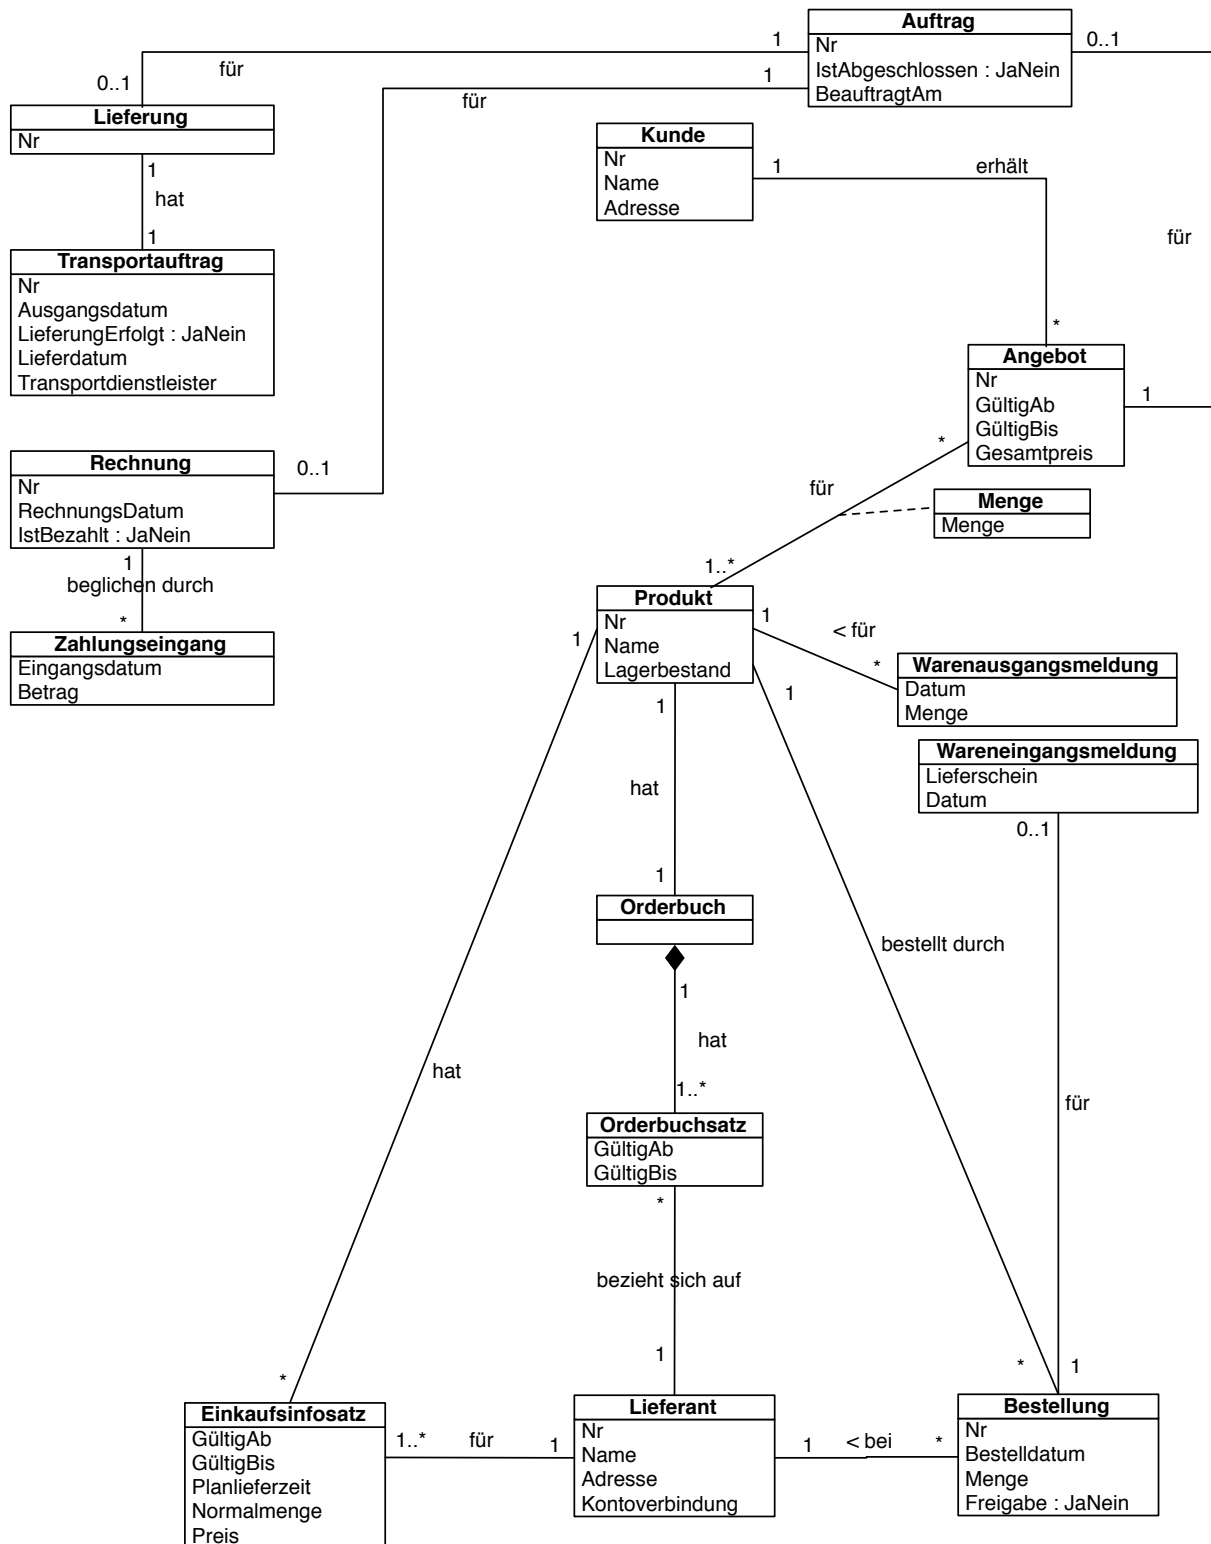 Auftrag
Nr
IstAbgeschlossen : JaNein
BeauftragtAm
1
0..1
für
0..1
1
für
Lieferung
Nr
1
hat
1
Kunde
Nr
Name
Adresse
1
erhält
*
für
Transportauftrag
Nr
Ausgangsdatum
LieferungErfolgt : JaNein
Lieferdatum
Transportdienstleister
Angebot
Nr
GültigAb
GültigBis
Gesamtpreis
1
*
für
1..*
Menge
Menge
Rechnung
Nr
RechnungsDatum
IstBezahlt : JaNein
0..1
1
beglichen durch
*
Zahlungseingang
Eingangsdatum
Betrag
Produkt
Nr
Name
Lagerbestand
1
1
< für
*
1
1
Warenausgangsmeldung
Datum
Menge
Wareneingangsmeldung
Lieferschein
Datum
0..1
hat
1
Orderbuch
bestellt durch
1
hat
1..*
hat
für
Orderbuchsatz
GültigAb
GültigBis
*
bezieht sich auf
1
*
*
1
Einkaufsinfosatz
GültigAb
GültigBis
Planlieferzeit
Normalmenge
Preis
1..*
für
1
Lieferant
Nr
Name
Adresse
Kontoverbindung
1
< bei
*
Bestellung
Nr
Bestelldatum
Menge
Freigabe : JaNein